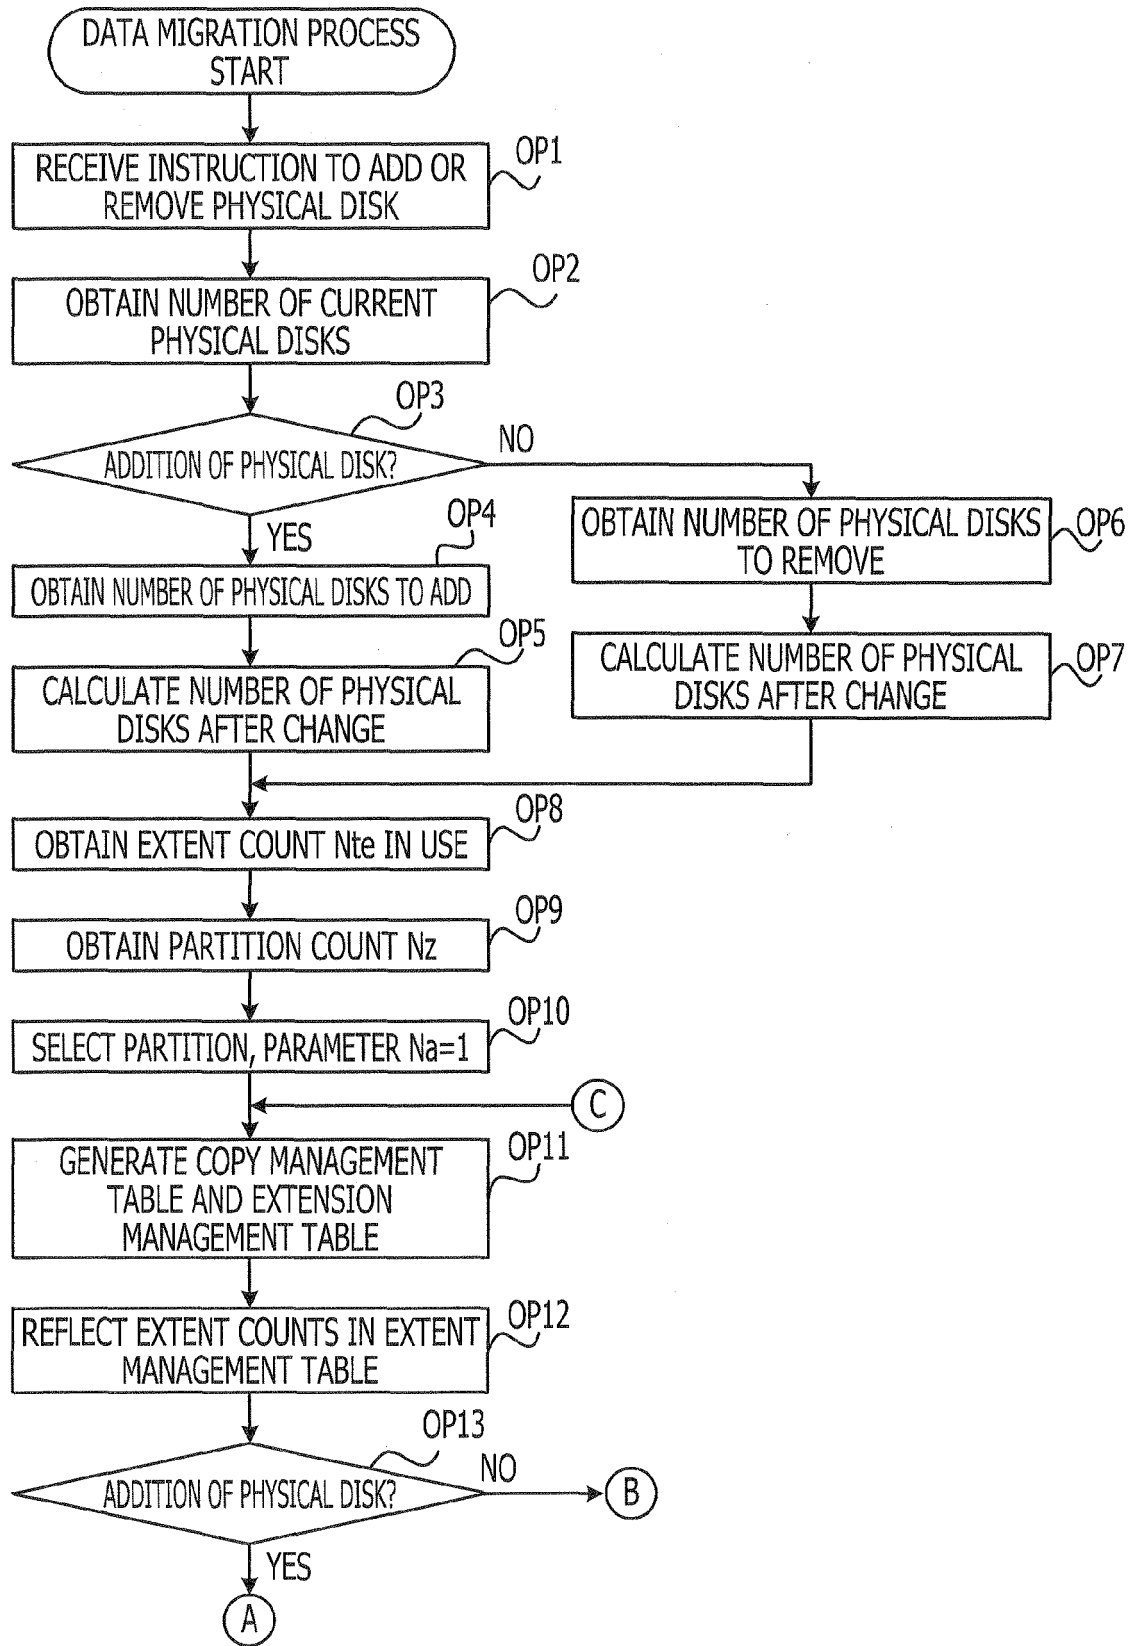 DATA MIGRATION PROCESS
START
RECEIVE INSTRUCTION TO ADD OR
REMOVE PHYSICAL DISK
OP1
OBTAIN NUMBER OF CURRENT
PHYSICAL DISKS
OP2
ADDITION OF PHYSICAL DISK?
OP3
NO
YES
OBTAIN NUMBER OF PHYSICAL DISKS TO ADD
OP4
CALCULATE NUMBER OF PHYSICAL
DISKS AFTER CHANGE
OP5
OBTAIN NUMBER OF PHYSICAL DISKS
TO REMOVE
OP6
CALCULATE NUMBER OF PHYSICAL
DISKS AFTER CHANGE
OP7
OBTAIN EXTENT COUNT Nte IN USE
OP8
OBTAIN PARTITION COUNT Nz
OP9
SELECT PARTITION, PARAMETER Na=1
OP10
C
GENERATE COPY MANAGEMENT
TABLE AND EXTENSION
MANAGEMENT TABLE
OP11
REFLECT EXTENT COUNTS IN EXTENT
MANAGEMENT TABLE
OP12
ADDITION OF PHYSICAL DISK?
OP13
NO
B
YES
A